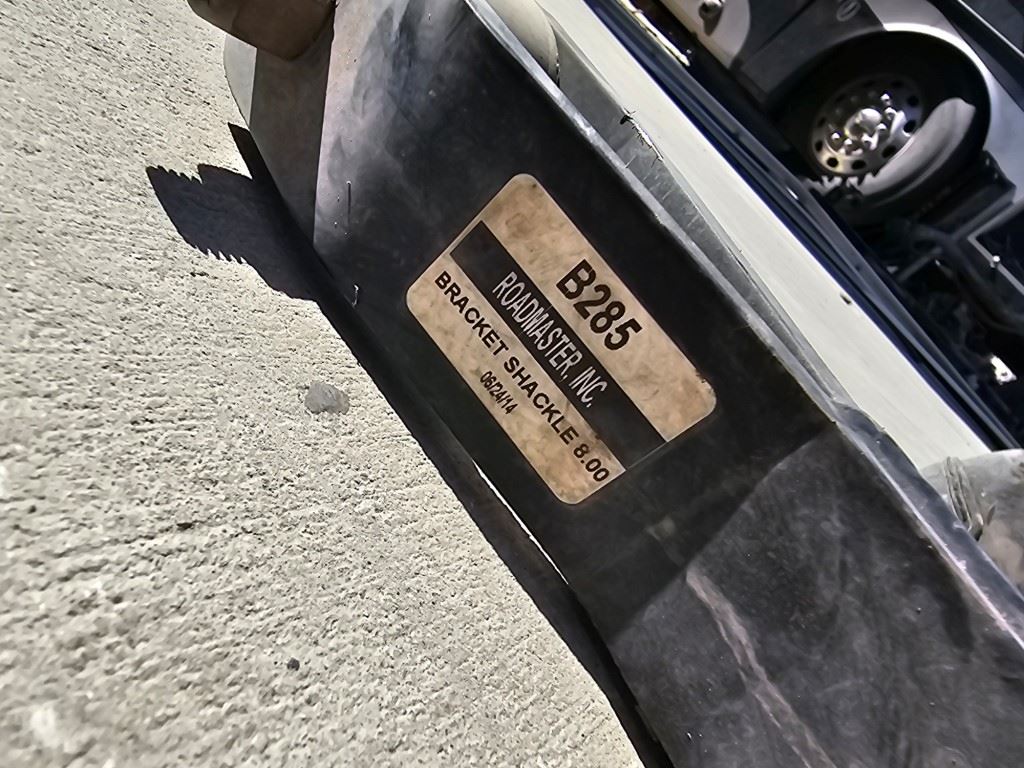 B285
ROADMASTER, INC.
BRACKET SHACKLE 8.00
06/24/14